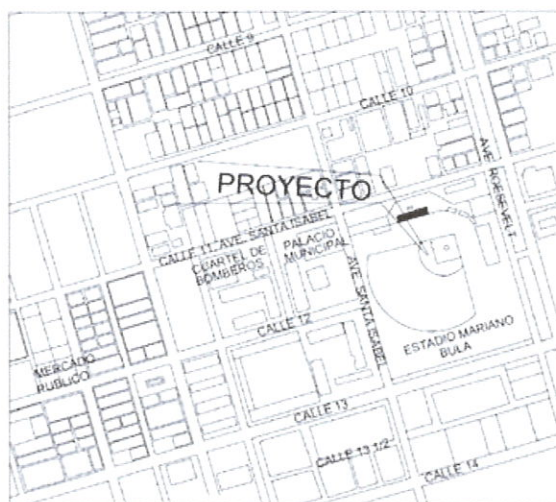 CALLE 9
CALLE 10
AVE. ROESEVELT
PROYECTO
CALLE 11, AVE. SANTA ISABEL
CUARTEL DE
BOMBEROS
PALACIO
MUNICIPAL
AVE. SANTA ISABEL
CALLE 12
ESTADIO MARIANO
BULA
MERCADO
PUBLICO
CALLE 13
CALLE 13 1/2
CALLE 14